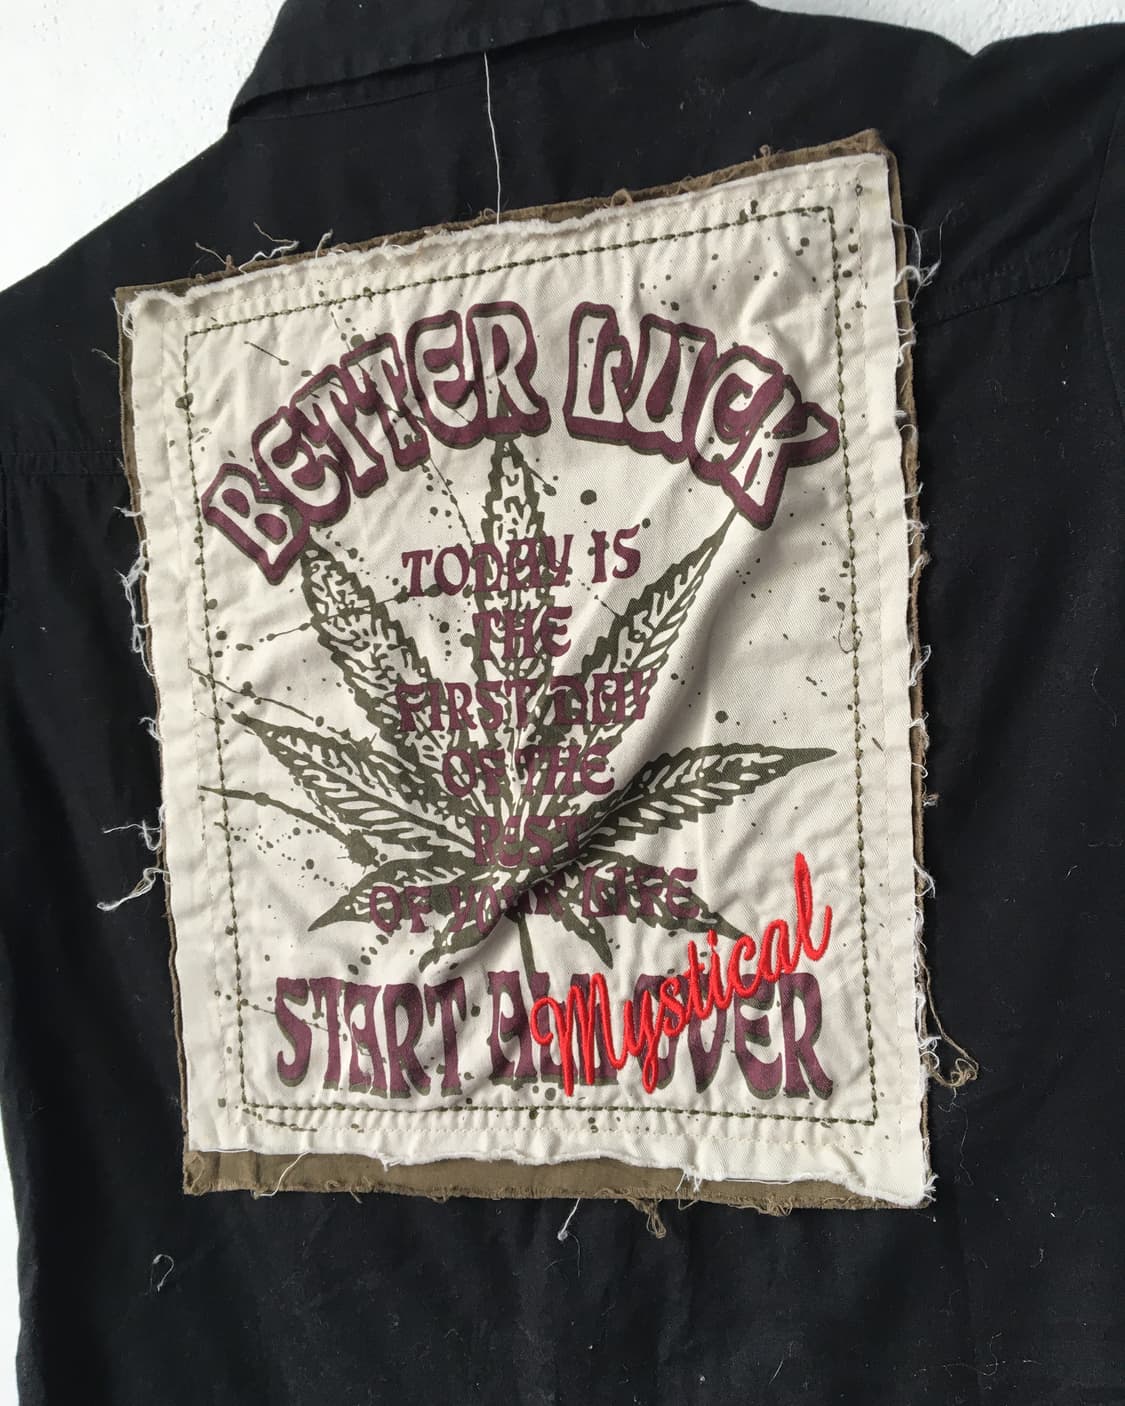 BETTER LUCK
TODAY IS
THE
FIRST DAY
OF THE
REST
OF YOUR LIFE
START ALL OVER
Mystical